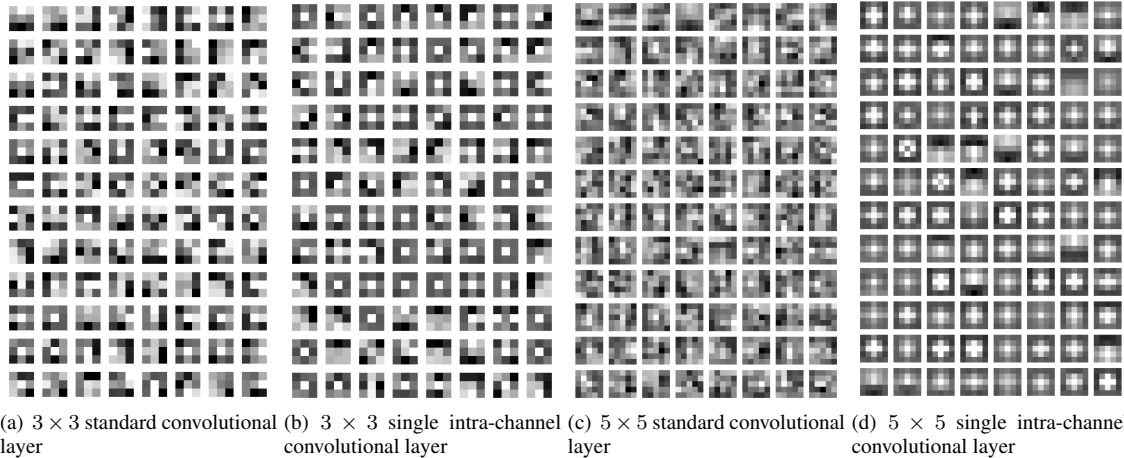 (a) 3 × 3 standard convolutional layer
(b) 3 × 3 single intra-channel convolutional layer
(c) 5 × 5 standard convolutional layer
(d) 5 × 5 single intra-channel convolutional layer